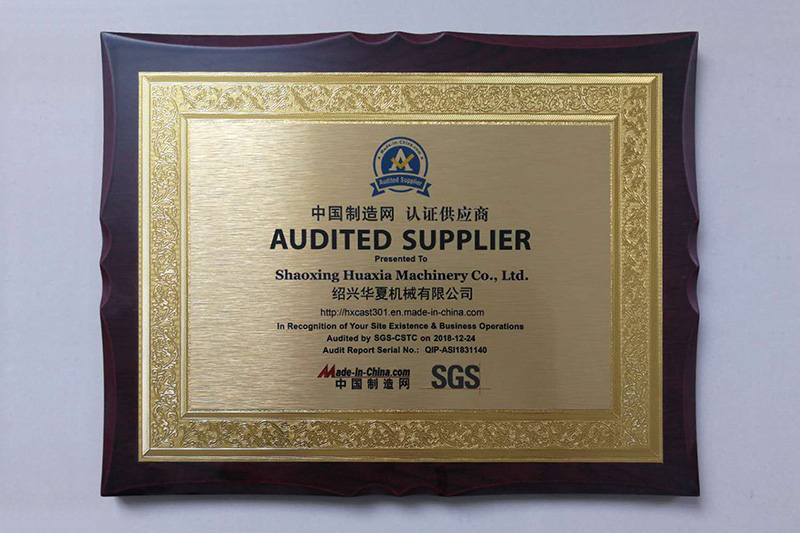 Made-in-China.com
Audited Supplier
中国制造网 认证供应商
AUDITED SUPPLIER
Presented To
Shaoxing Huaxia Machinery Co., Ltd.
绍兴华夏机械有限公司
http://hxcast301.en.made-in-china.com
In Recognition of Your Site Existence & Business Operations
Audited by SGS-CSTC on 2018-12-24
Audit Report Serial No.: QIP-ASI1831140
Made-in-China.com
中国制造网
SGS